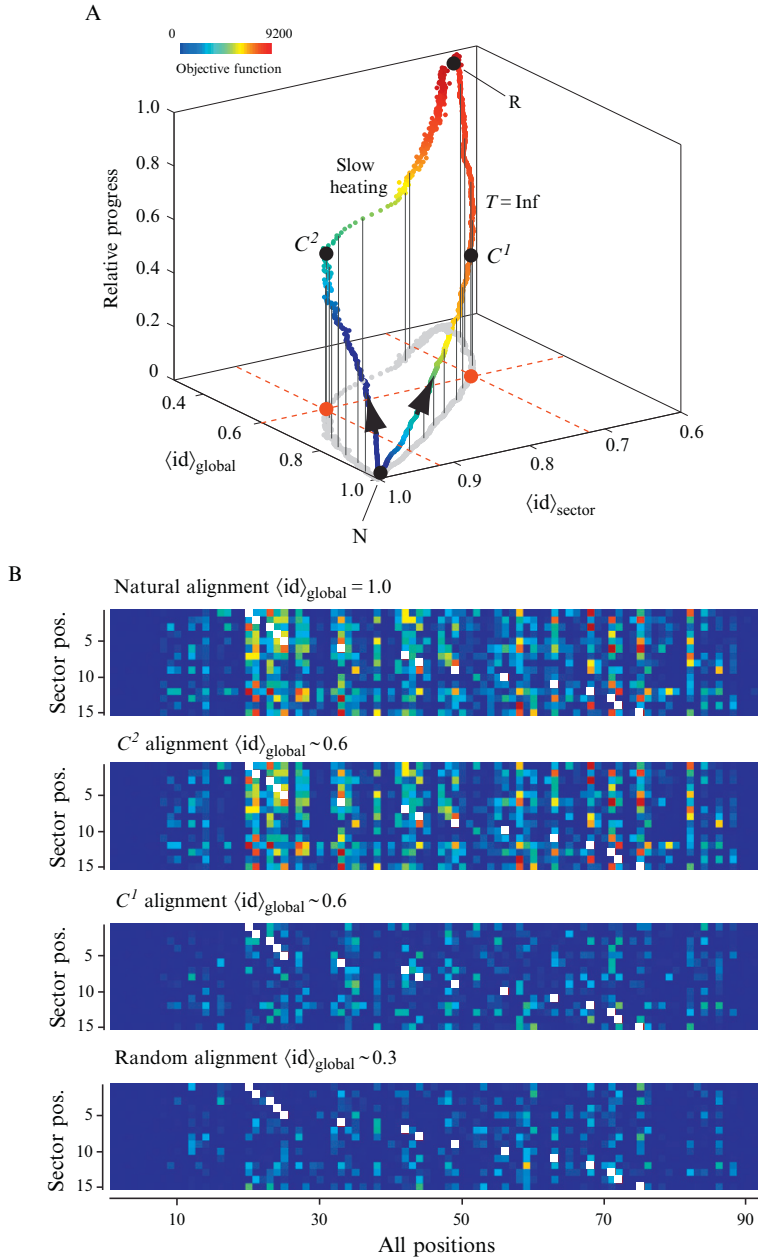 A
0 9200
Objective function
R
1.0
0.8
0.6
0.4
0.2
0
Relative progress
Slow
heating
T = Inf
C²
C¹
0.4
0.6
0.8
1.0
⟨id⟩global
1.0
0.9
0.8
0.7
0.6
⟨id⟩sector
N
B
Natural alignment ⟨id⟩global = 1.0
Sector pos.
5
10
15
C² alignment ⟨id⟩global ~ 0.6
Sector pos.
5
10
15
C¹ alignment ⟨id⟩global ~ 0.6
Sector pos.
5
10
15
Random alignment ⟨id⟩global ~ 0.3
Sector pos.
5
10
15
10 30 50 70 90
All positions